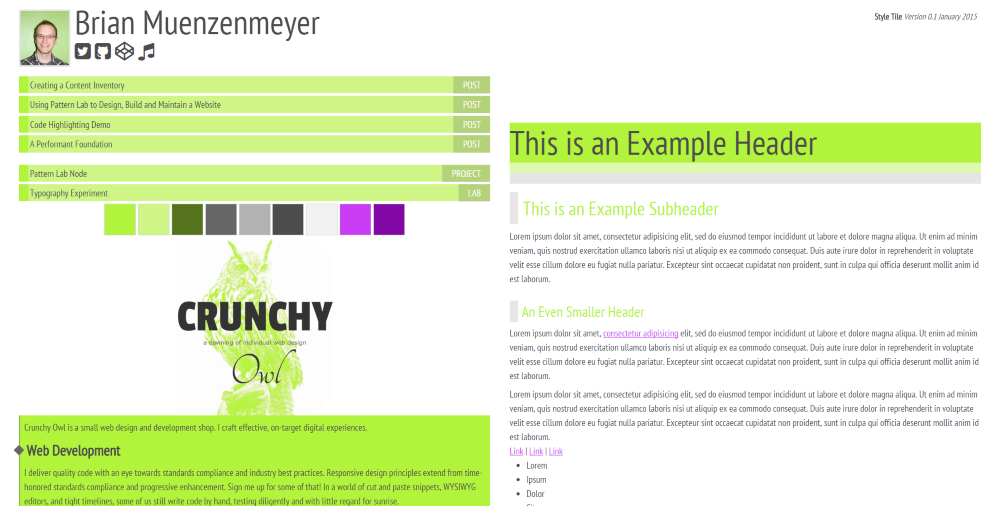 Brian Muenzenmeyer
Style Tile Version 0.1 January 2015
Creating a Content Inventory POST
Using Pattern Lab to Design, Build and Maintain a Website POST
Code Highlighting Demo POST
A Performant Foundation POST
Pattern Lab Node PROJECT
Typography Experiment LAB
CRUNCHY
a dawning of individual web design
Owl
Crunchy Owl is a small web design and development shop. I craft effective, on-target digital experiences.
Web Development
I deliver quality code with an eye towards standards compliance and industry best practices. Responsive design principles extend from time-
honored standards compliance and progressive enhancement. Sign me up for some of that! In a world of cut and paste snippets, WYSIWYG
editors, and tight timelines, some of us still write code by hand, testing diligently and with little regard for sunrise.
This is an Example Header
This is an Example Subheader
Lorem ipsum dolor sit amet, consectetur adipisicing elit, sed do eiusmod tempor incididunt ut labore et dolore magna aliqua. Ut enim ad minim
veniam, quis nostrud exercitation ullamco laboris nisi ut aliquip ex ea commodo consequat. Duis aute irure dolor in reprehenderit in voluptate
velit esse cillum dolore eu fugiat nulla pariatur. Excepteur sint occaecat cupidatat non proident, sunt in culpa qui officia deserunt mollit anim id
est laborum.
An Even Smaller Header
Lorem ipsum dolor sit amet, consectetur adipisicing elit, sed do eiusmod tempor incididunt ut labore et dolore magna aliqua. Ut enim ad minim
veniam, quis nostrud exercitation ullamco laboris nisi ut aliquip ex ea commodo consequat. Duis aute irure dolor in reprehenderit in voluptate
velit esse cillum dolore eu fugiat nulla pariatur. Excepteur sint occaecat cupidatat non proident, sunt in culpa qui officia deserunt mollit anim id
est laborum.
Lorem ipsum dolor sit amet, consectetur adipisicing elit, sed do eiusmod tempor incididunt ut labore et dolore magna aliqua. Ut enim ad minim
veniam, quis nostrud exercitation ullamco laboris nisi ut aliquip ex ea commodo consequat. Duis aute irure dolor in reprehenderit in voluptate
velit esse cillum dolore eu fugiat nulla pariatur. Excepteur sint occaecat cupidatat non proident, sunt in culpa qui officia deserunt mollit anim id
est laborum.
Link | Link | Link
• Lorem
• Ipsum
• Dolor